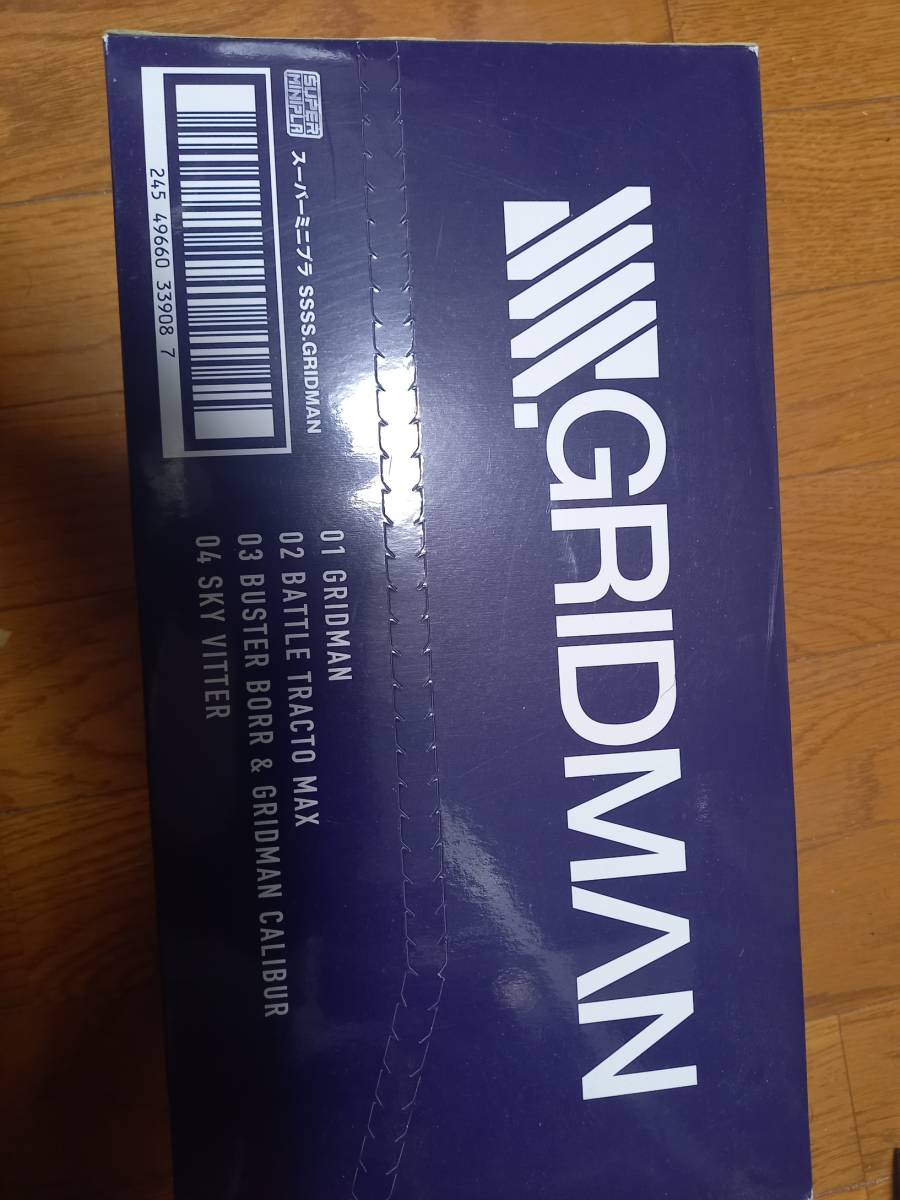 SSSS.GRIDMAN
SUPER
MINIPLA
スーパーミニプラ SSSS.GRIDMAN
245 49660 33908 7
01 GRIDMAN
02 BATTLE TRACTO MAX
03 BUSTER BORR & GRIDMAN CALIBUR
04 SKY VITTER